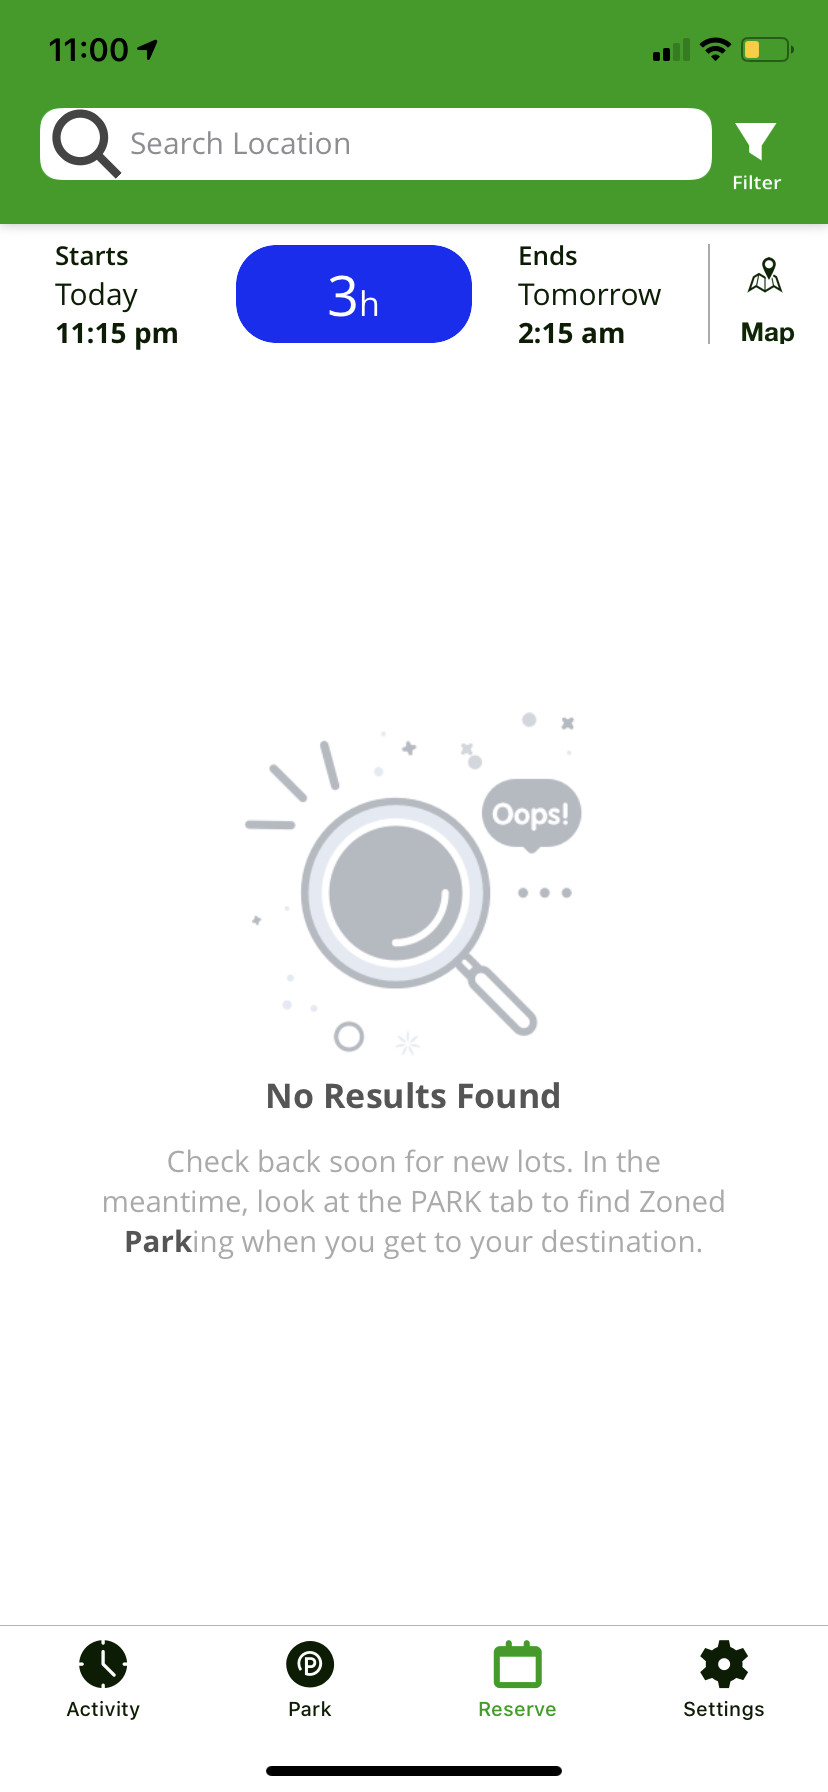 11:00
Search Location
Filter
Starts
Today
11:15 pm
3h
Ends
Tomorrow
2:15 am
Map
Oops!
No Results Found
Check back soon for new lots. In the
meantime, look at the PARK tab to find Zoned
Parking when you get to your destination.
Activity
Park
Reserve
Settings